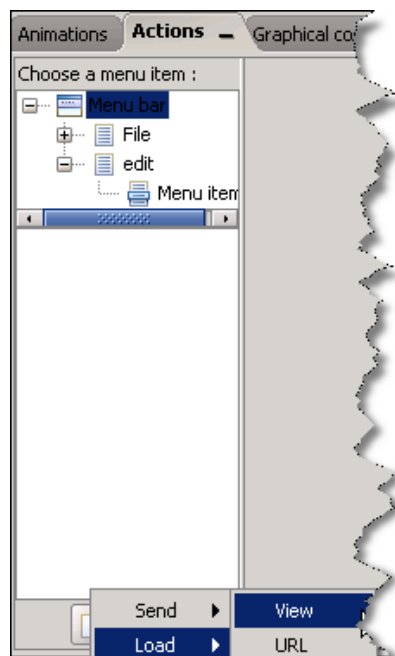 Animations Actions Graphical co
Choose a menu item :
Menu bar
File
edit
Menu item
Send View
Load URL